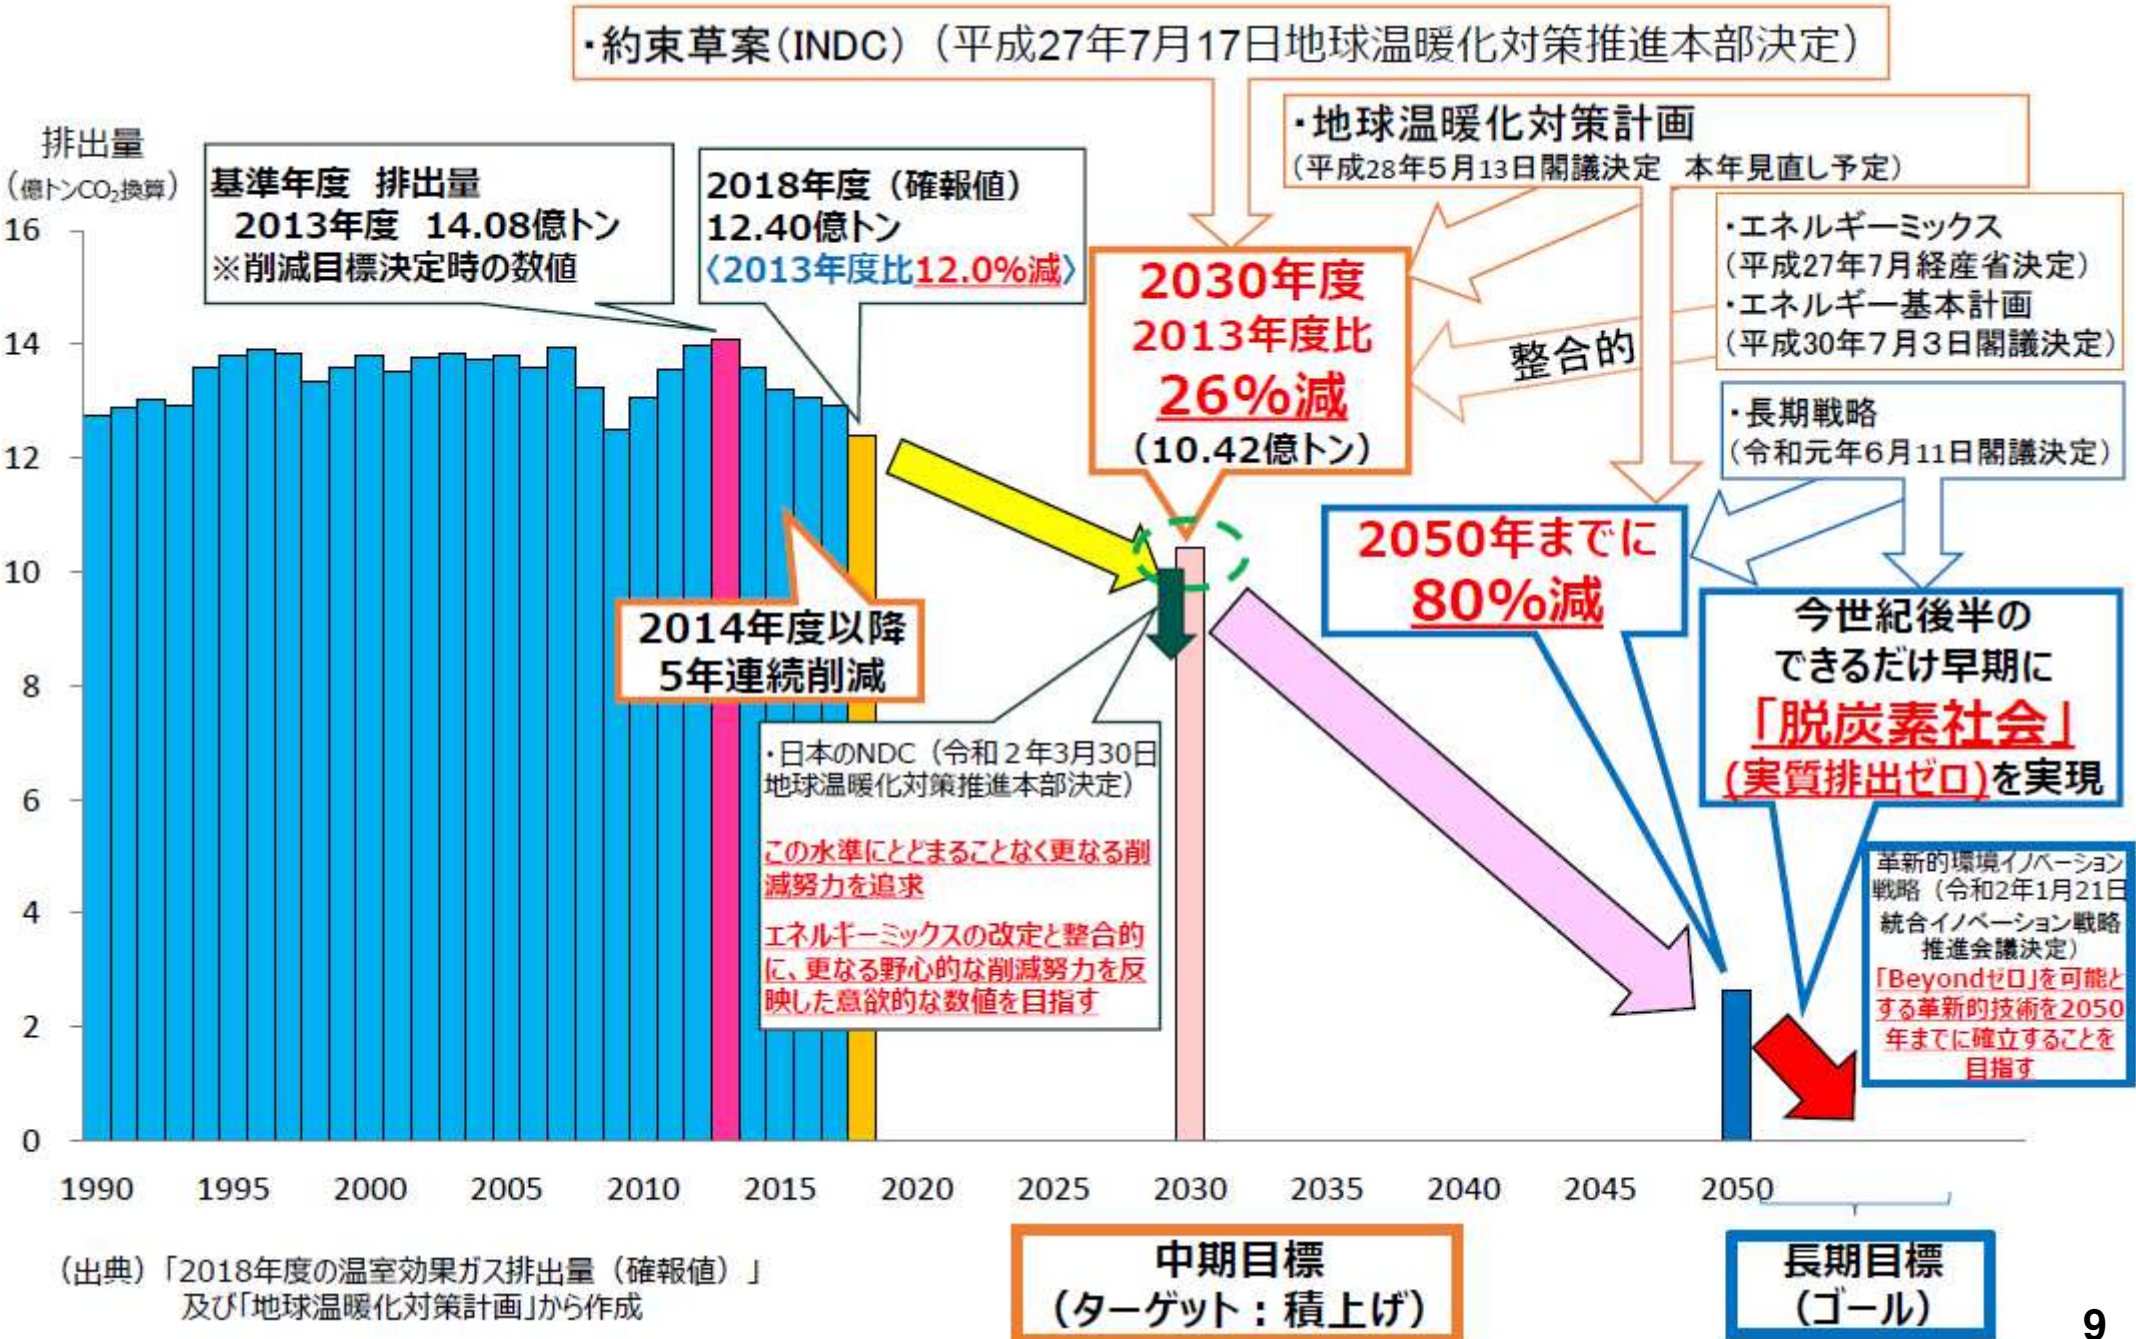 ・約束草案(INDC)（平成27年7月17日地球温暖化対策推進本部決定）
・地球温暖化対策計画
（平成28年5月13日閣議決定　本年見直し予定）
排出量
（億トンCO₂換算）
基準年度　排出量
2013年度　14.08億トン
※削減目標決定時の数値
2018年度（確報値）
12.40億トン
〈2013年度比12.0%減〉
2030年度
2013年度比
26%減
（10.42億トン）
・エネルギーミックス
（平成27年7月経産省決定）
・エネルギー基本計画
（平成30年7月3日閣議決定）
整合的
・長期戦略
（令和元年6月11日閣議決定）
2050年までに
80%減
今世紀後半の
できるだけ早期に
「脱炭素社会」
(実質排出ゼロ)を実現
2014年度以降
5年連続削減
・日本のNDC（令和２年3月30日
地球温暖化対策推進本部決定）
この水準にとどまることなく更なる削
減努力を追求
エネルギーミックスの改定と整合的
に、更なる野心的な削減努力を反
映した意欲的な数値を目指す
革新的環境イノベーション
戦略（令和2年1月21日
統合イノベーション戦略
推進会議決定）
「Beyondゼロ」を可能と
する革新的技術を2050
年までに確立することを
目指す
16
14
12
10
8
6
4
2
0
1990 1995 2000 2005 2010 2015 2020 2025 2030 2035 2040 2045 2050
中期目標
（ターゲット：積上げ）
長期目標
（ゴール）
（出典）「2018年度の温室効果ガス排出量（確報値）」
及び「地球温暖化対策計画」から作成
9